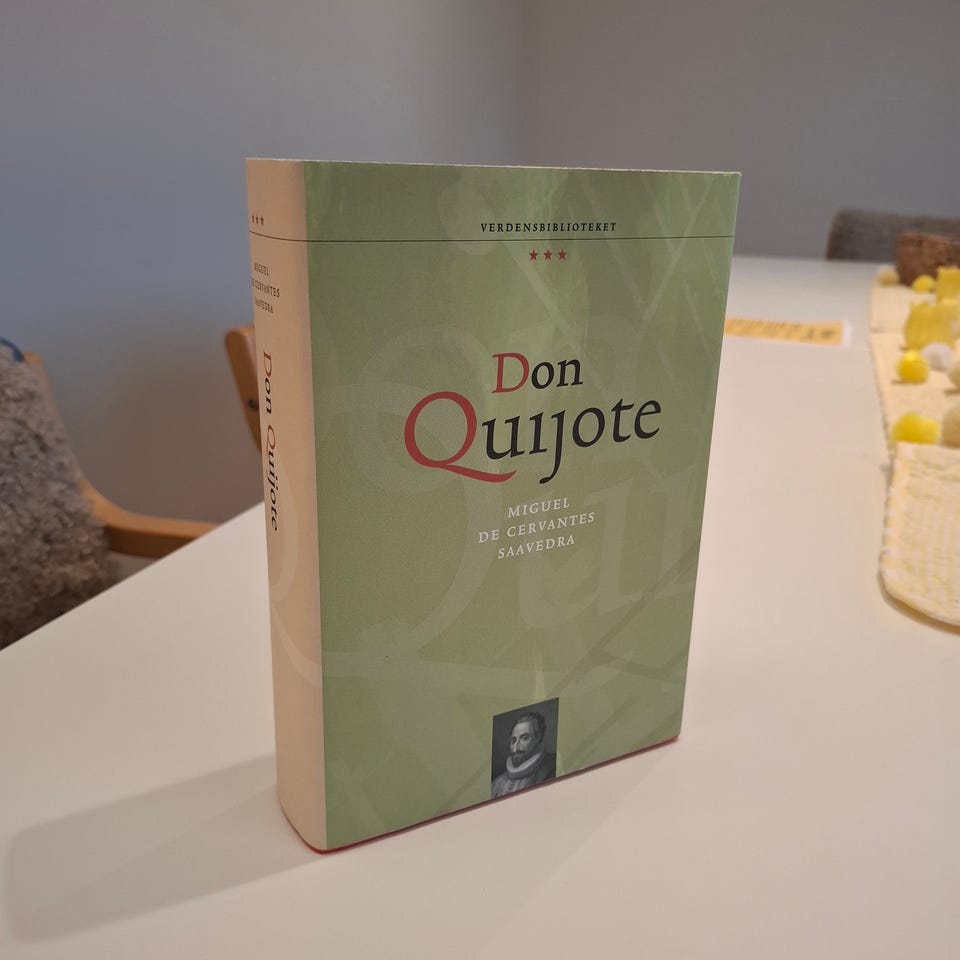 VERDENSBIBLIOTEKET
Don
Quijote
MIGUEL
DE CERVANTES
SAAVEDRA
MIGUEL
DE CERVANTES
SAAVEDRA
Don Quijote